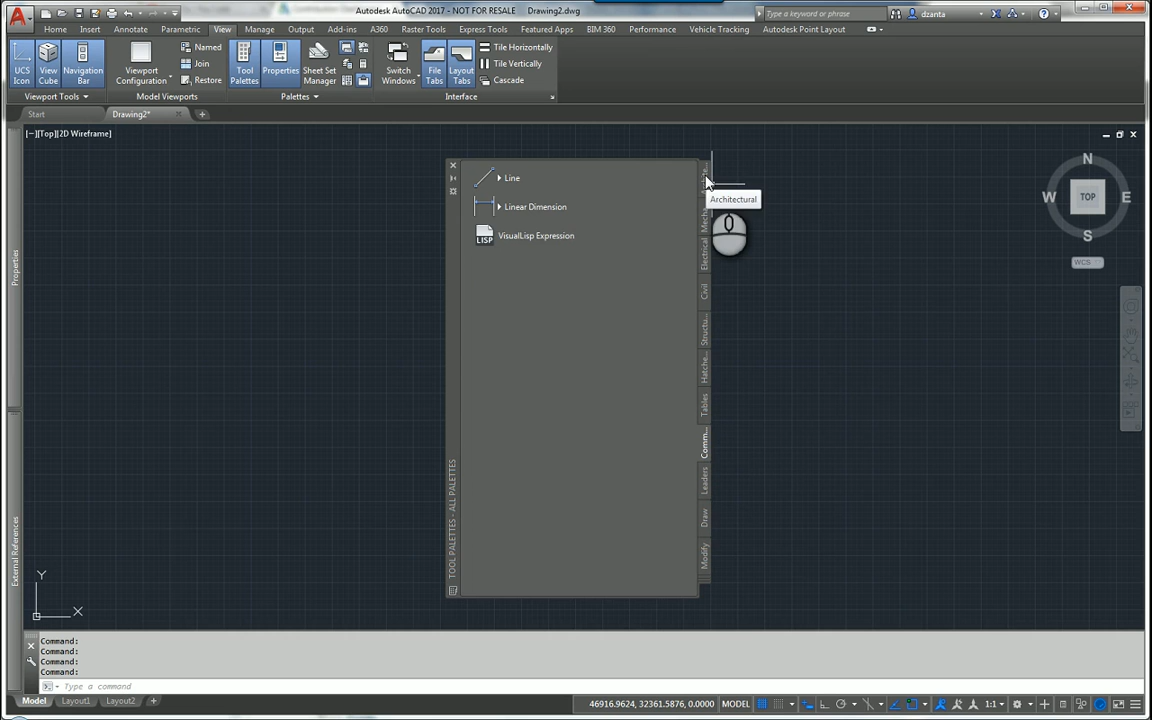 Autodesk AutoCAD 2017 - NOT FOR RESALE Drawing2.dwg
Type a keyword or phrase
dzanta
Home Insert Annotate Parametric View Manage Output Add-ins A360 Raster Tools Express Tools Featured Apps BIM 360 Performance Vehicle Tracking Autodesk Point Layout
UCS Icon
View Cube
Navigation Bar
Viewport Tools
Viewport Configuration
Named
Join
Restore
Model Viewports
Tool Palettes
Properties
Sheet Set Manager
Palettes
Switch Windows
File Tabs
Layout Tabs
Tile Horizontally
Tile Vertically
Cascade
Interface
Start
Drawing2*
[−][Top][2D Wireframe]
Line
Linear Dimension
LISP
VisualLisp Expression
TOOL PALETTES - ALL PALETTES
Electrical
Civil
Structu...
Hatche...
Tables
Comm...
Leaders
Draw
Modify
Architectural
N
W
TOP
E
S
WCS
Properties
External References
Y
X
Command:
Command:
Command:
Command:
Type a command
Model Layout1 Layout2 +
46916.9624, 32361.5876, 0.0000 MODEL
1:1